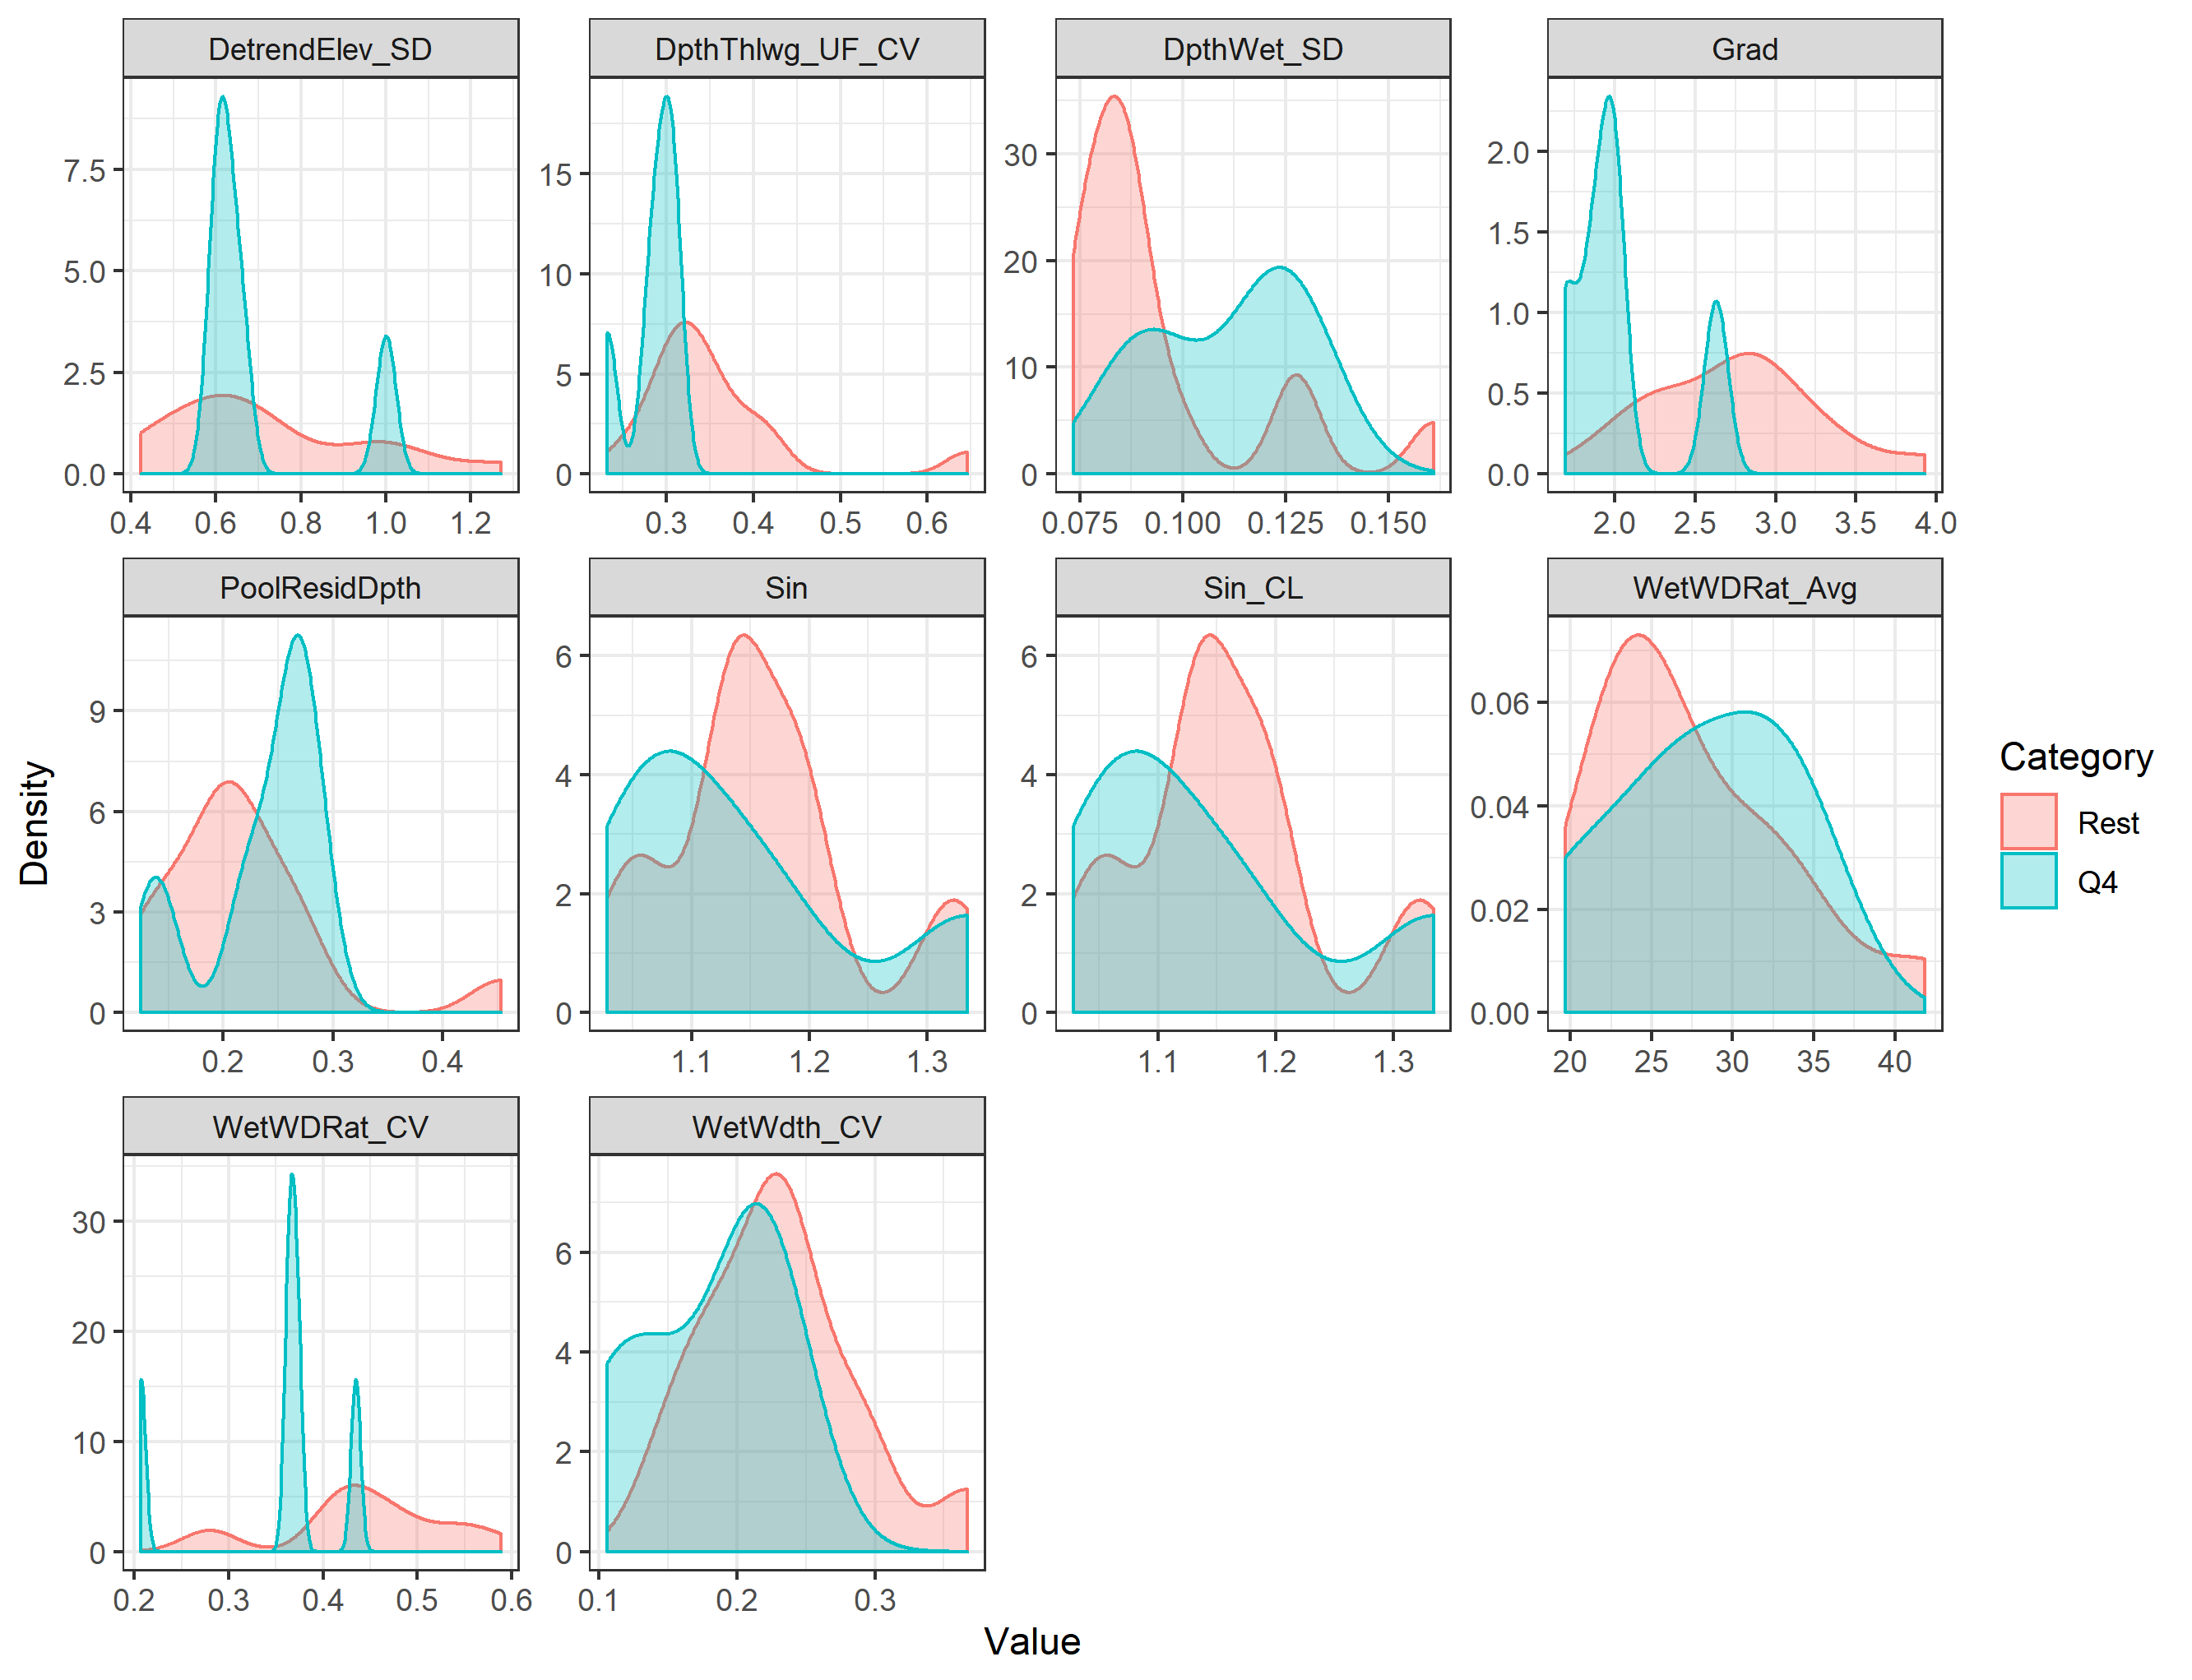 DetrendElev_SD DpthThlwg_UF_CV DpthWet_SD Grad
7.5
5.0
2.5
0.0
0.4 0.6 0.8 1.0 1.2
15
10
5
0
0.3 0.4 0.5 0.6
30
20
10
0
0.075 0.100 0.125 0.150
2.0
1.5
1.0
0.5
0.0
2.0 2.5 3.0 3.5 4.0
PoolResidDpth Sin Sin_CL WetWDRat_Avg
9
6
3
0
0.2 0.3 0.4
6
4
2
0
1.1 1.2 1.3
6
4
2
0
1.1 1.2 1.3
0.06
0.04
0.02
0.00
20 25 30 35 40
WetWDRat_CV WetWdth_CV
30
20
10
0
0.2 0.3 0.4 0.5 0.6
6
4
2
0
0.1 0.2 0.3
Density
Value
Category
Rest
Q4